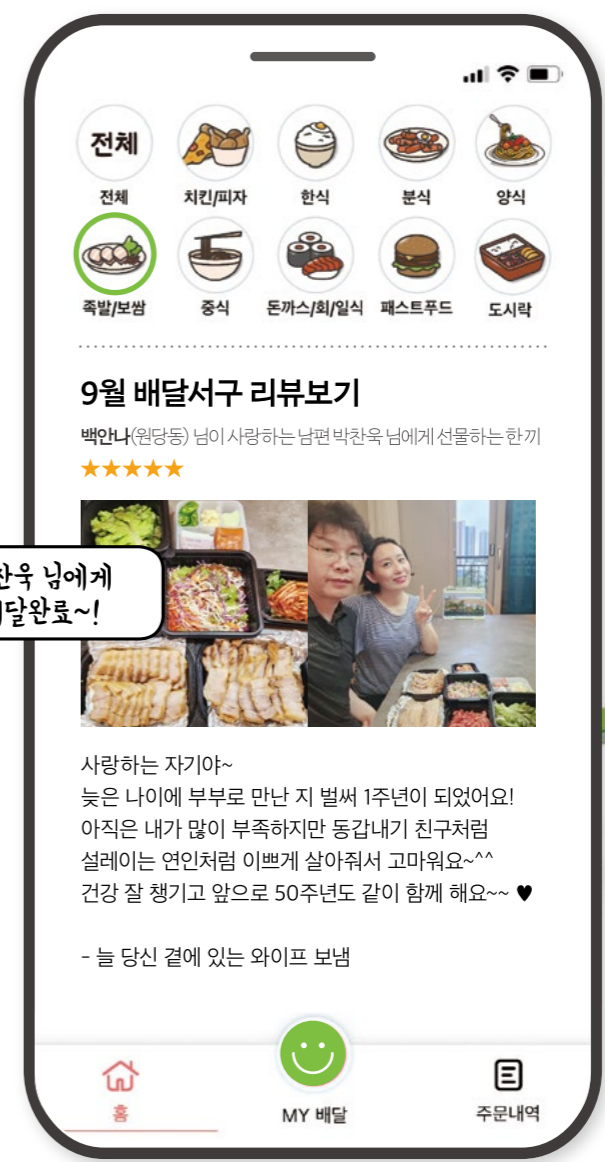 전체
전체 치킨/피자 한식 분식 양식
족발/보쌈 중식 돈까스/회/일식 패스트푸드 도시락
9월 배달서구 리뷰보기
백안나(원당동) 님이 사랑하는 남편 박찬욱 님에게 선물하는 한 끼
★★★★★
찬욱 님에게
배달완료~!
사랑하는 자기야~
늦은 나이에 부부로 만난 지 벌써 1주년이 되었어요!
아직은 내가 많이 부족하지만 동갑내기 친구처럼
설레이는 연인처럼 이쁘게 살아줘서 고마워요~^^
건강 잘 챙기고 앞으로 50주년도 같이 함께 해요~~ ♥
- 늘 당신 곁에 있는 와이프 보냄
홈 MY 배달 주문내역